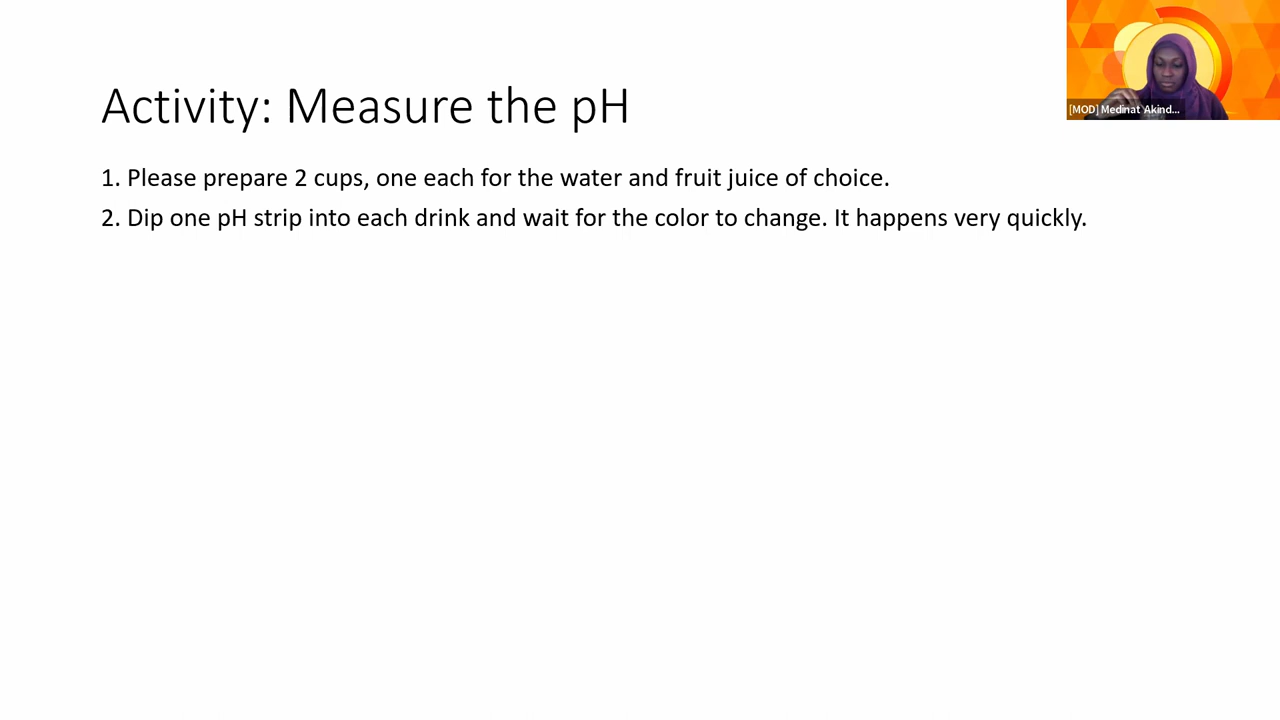 Activity: Measure the pH
1. Please prepare 2 cups, one each for the water and fruit juice of choice.
2. Dip one pH strip into each drink and wait for the color to change. It happens very quickly.
[MOD] Medinat Akind...